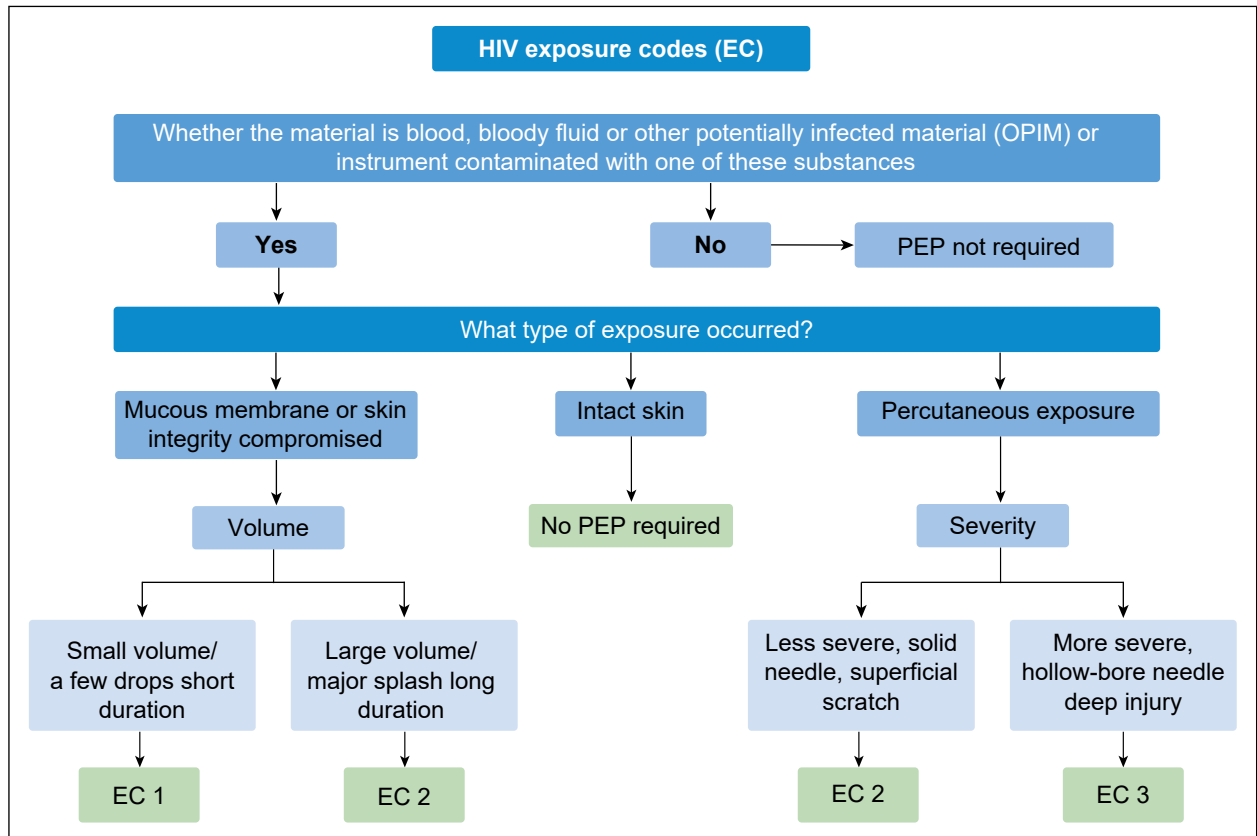 HIV exposure codes (EC)
Whether the material is blood, bloody fluid or other potentially infected material (OPIM) or
instrument contaminated with one of these substances
Yes
No
PEP not required
What type of exposure occurred?
Mucous membrane or skin
integrity compromised
Intact skin
Percutaneous exposure
Volume
No PEP required
Severity
Small volume/
a few drops short
duration
Large volume/
major splash long
duration
Less severe, solid
needle, superficial
scratch
More severe,
hollow-bore needle
deep injury
EC 1
EC 2
EC 2
EC 3